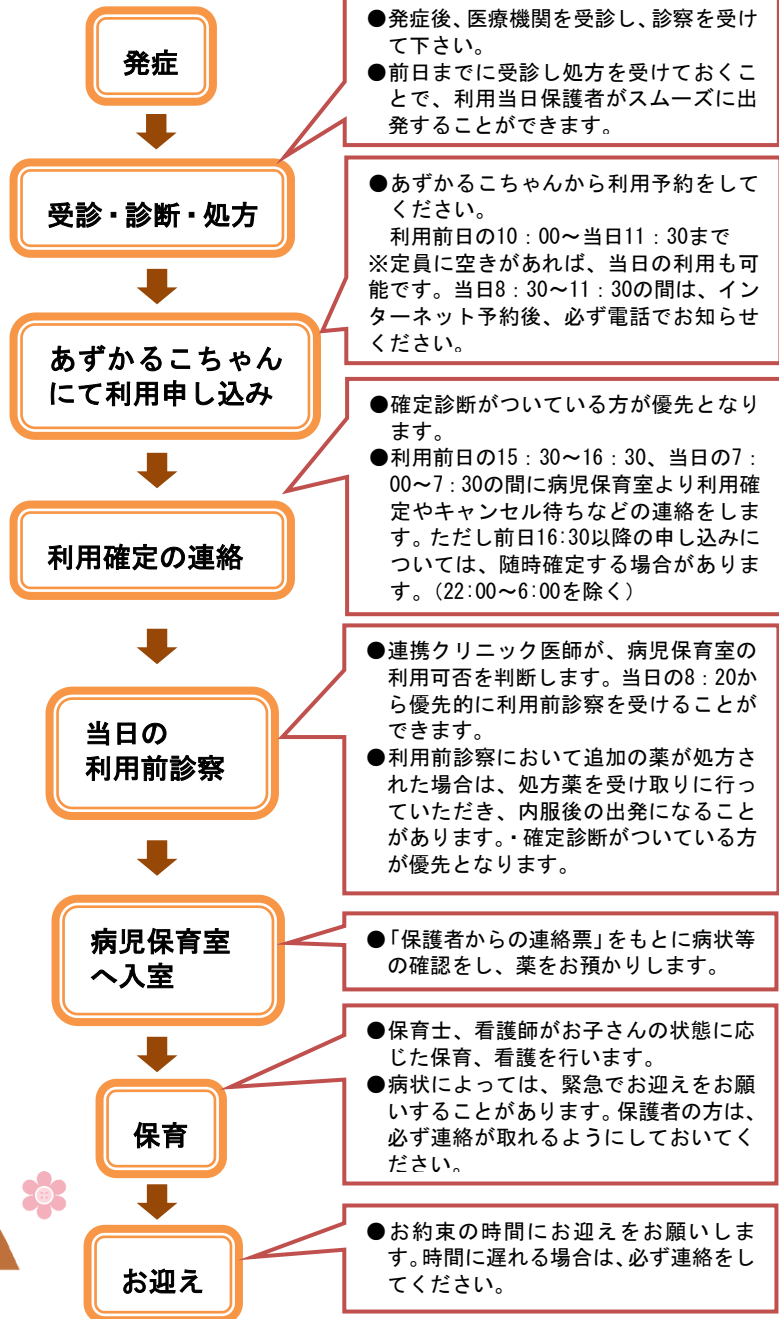 発症
●発症後、医療機関を受診し、診察を受け
て下さい。
●前日までに受診し処方を受けておくこ
とで、利用当日保護者がスムーズに出
発することができます。
受診・診断・処方
●あずかるこちゃんから利用予約をして
ください。
利用前日の10：00～当日11：30まで
※定員に空きがあれば、当日の利用も可
能です。当日8：30～11：30の間は、イン
ターネット予約後、必ず電話でお知らせ
ください。
あずかるこちゃん
にて利用申し込み
●確定診断がついている方が優先となり
ます。
●利用前日の15：30～16：30、当日の7：
00～7：30の間に病児保育室より利用確
定やキャンセル待ちなどの連絡をしま
す。ただし前日16:30以降の申し込みに
ついては、随時確定する場合がありま
す。（22:00～6:00を除く）
利用確定の連絡
●連携クリニック医師が、病児保育室の
利用可否を判断します。当日の8：20か
ら優先的に利用前診察を受けることが
できます。
●利用前診察において追加の薬が処方さ
れた場合は、処方薬を受け取りに行っ
ていただき、内服後の出発になること
があります。・確定診断がついている方
が優先となります。
当日の
利用前診察
病児保育室
へ入室
●「保護者からの連絡票」をもとに病状等
の確認をし、薬をお預かりします。
●保育士、看護師がお子さんの状態に応
じた保育、看護を行います。
●病状によっては、緊急でお迎えをお願
いすることがあります。保護者の方は、
必ず連絡が取れるようにしておいてく
ださい。
保育
●お約束の時間にお迎えをお願いしま
す。時間に遅れる場合は、必ず連絡をし
てください。
お迎え